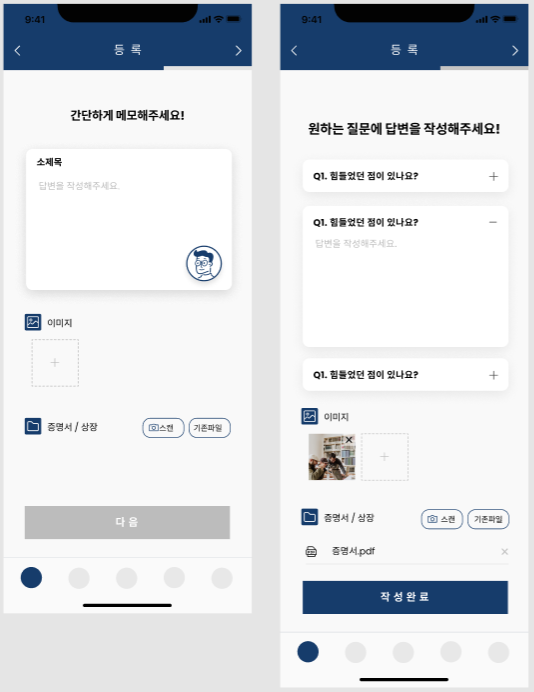 9:41
등록
간단하게 메모해주세요!
소제목
답변을 작성해주세요.
이미지
+
증명서 / 상장
스캔
기존파일
다음
9:41
등록
원하는 질문에 답변을 작성해주세요!
Q1. 힘들었던 점이 있나요?
Q1. 힘들었던 점이 있나요?
답변을 작성해주세요.
Q1. 힘들었던 점이 있나요?
이미지
+
증명서 / 상장
스캔
기존파일
증명서.pdf
작성완료